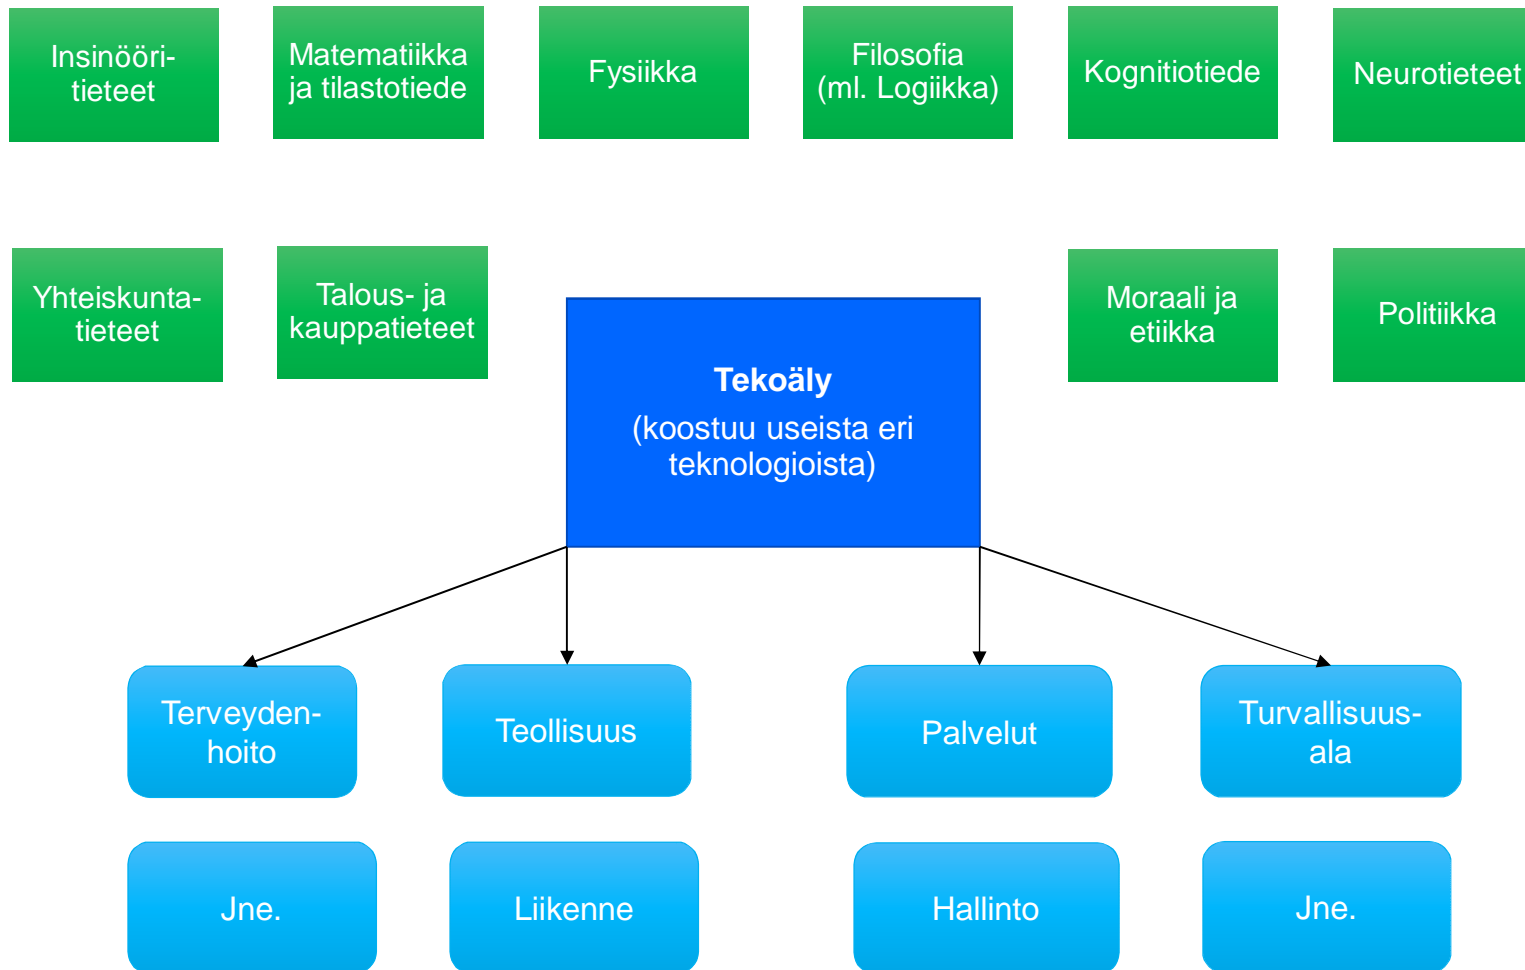 Insinööri-
tieteet
Matematiikka
ja tilastotiede
Fysiikka
Filosofia
(ml. Logiikka)
Kognitiotiede
Neurotieteet
Yhteiskunta-
tieteet
Talous- ja
kauppatieteet
Moraali ja
etiikka
Politiikka
Tekoäly
(koostuu useista eri
teknologioista)
Terveyden-
hoito
Teollisuus
Palvelut
Turvallisuus-
ala
Jne.
Liikenne
Hallinto
Jne.